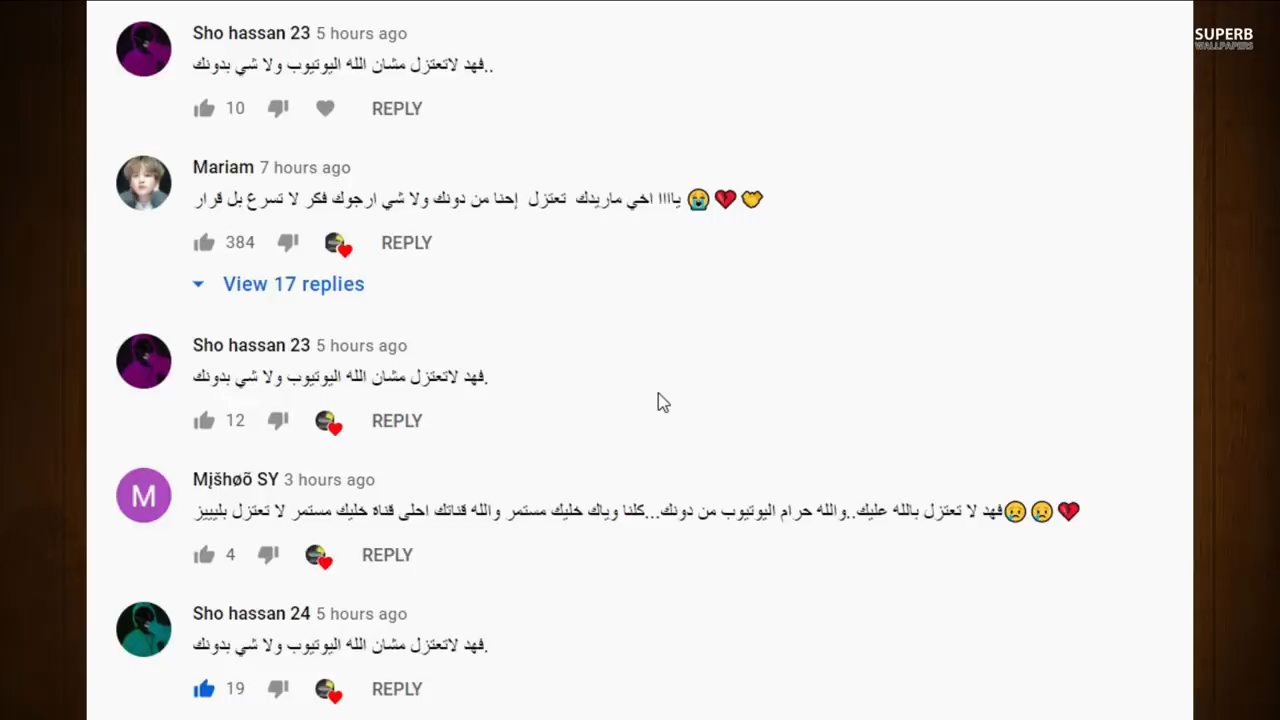 SUPERB
WALLPAPERS
Sho hassan 23 5 hours ago
فهد لاتعتزل مشان الله اليوتيوب ولا شي بدونك..
10 REPLY
Mariam 7 hours ago
ياااا اخي ماريدك تعتزل إحنا من دونك ولا شي ارجوك فكر لا تسرع بل قرار 😭💔
384 REPLY
View 17 replies
Sho hassan 23 5 hours ago
فهد لاتعتزل مشان الله اليوتيوب ولا شي بدونك.
12 REPLY
M
Mįšhøõ SY 3 hours ago
فهد لا تعتزل بالله عليك..والله حرام اليوتيوب من دونك...كلنا وياك خليك مستمر والله قناتك احلى قناة خليك مستمر لا تعتزل بلييييز😢😢💔
4 REPLY
Sho hassan 24 5 hours ago
فهد لاتعتزل مشان الله اليوتيوب ولا شي بدونك.
19 REPLY